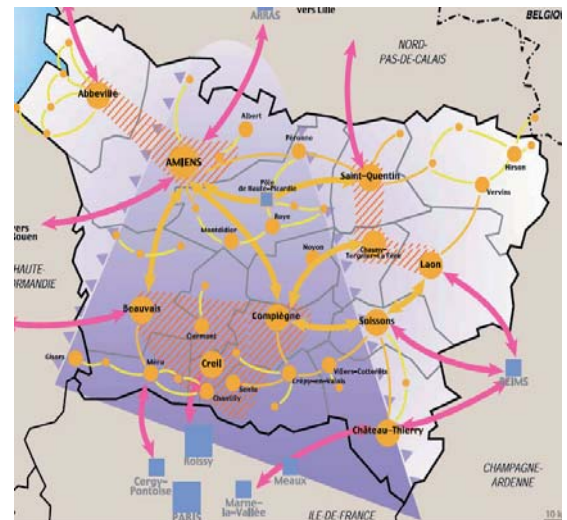 ARRAS
vers Lille
BELGIQU
NORD-
PAS-DE-CALAIS
Abbeville
Albert
Péronne
AMIENS
Saint-Quentin
Hirson
Pôle
de Haute-Picardie
Vervins
Roye
Montdidier
vers
Rouen
Noyon
Chauny-
Tergnier-La Fère
Laon
HAUTE-
NORMANDIE
Beauvais
Compiègne
Soissons
Clermont
Gisors
Méru
Creil
Senlis
Crépy-en-Valois
Villers-Cotterêts
REIMS
Chantilly
Château-Thierry
Roissy
Cergy-
Pontoise
Meaux
CHAMPAGNE-
ARDENNE
PARIS
Marne-
la-Vallée
ILE-DE-FRANCE
10 k